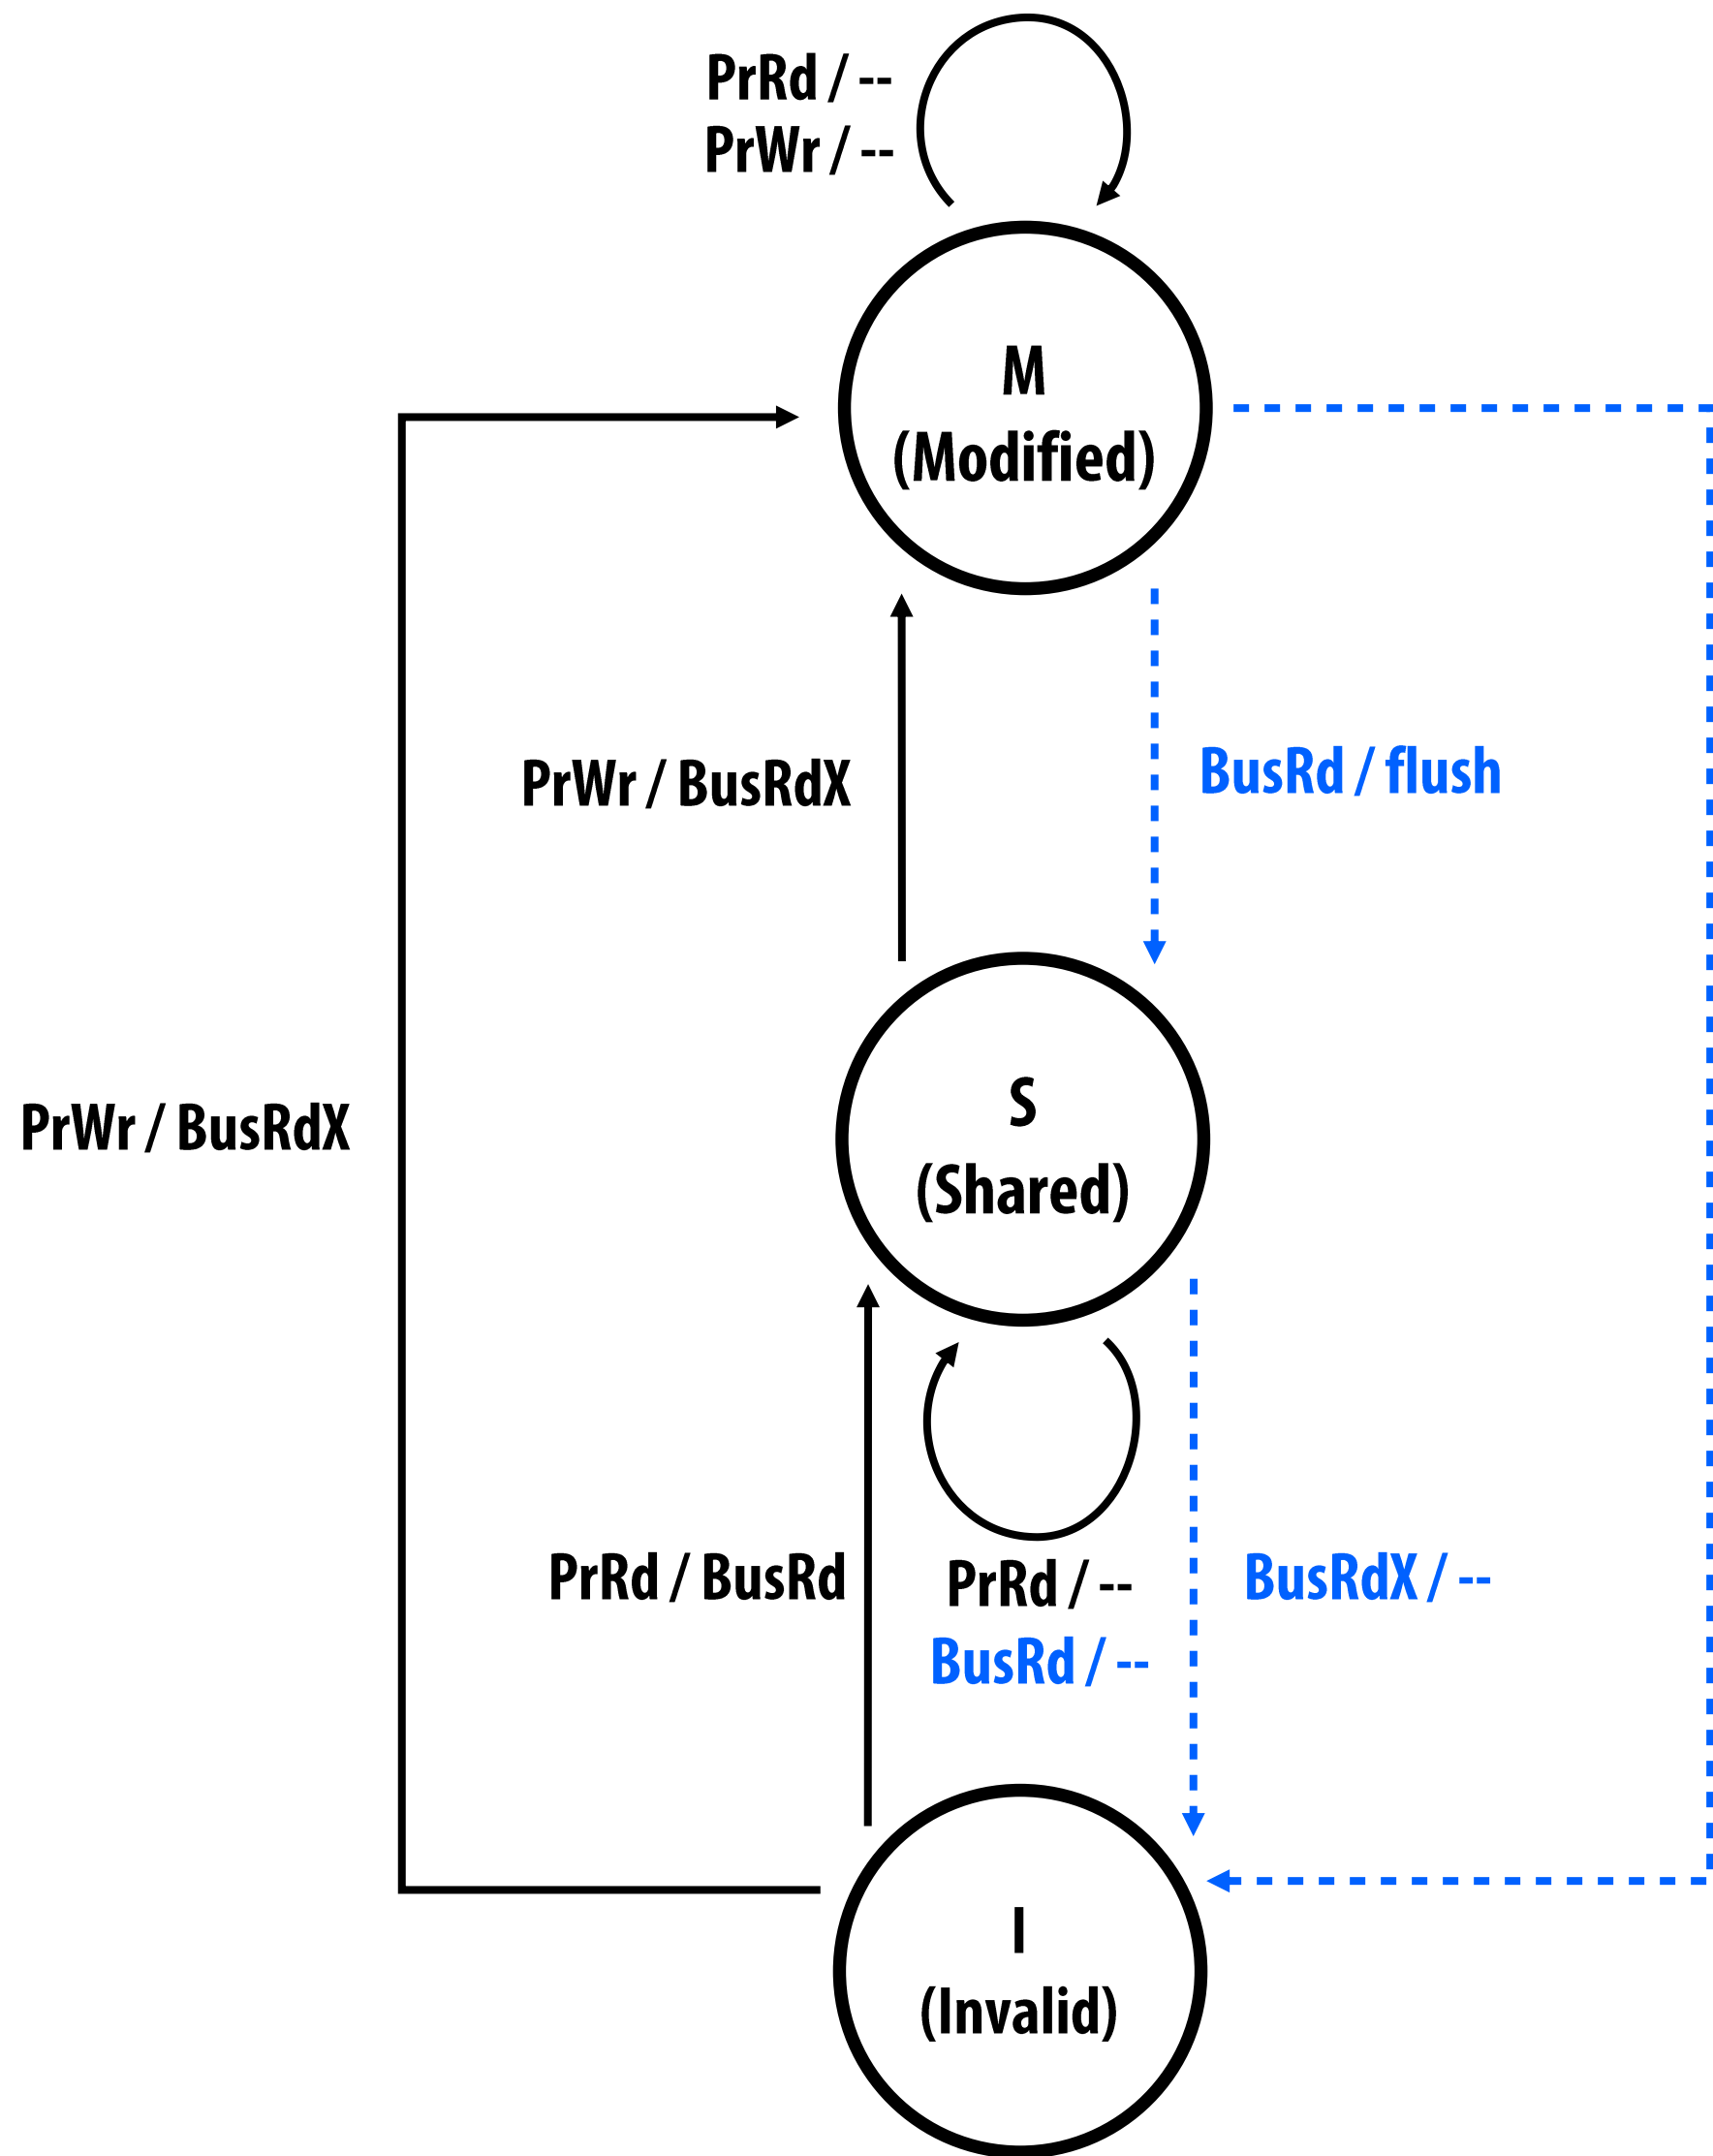 PrRd / --
PrWr / --
M
(Modified)
PrWr / BusRdX
BusRd / flush
S
(Shared)
PrWr / BusRdX
PrRd / BusRd
PrRd / --
BusRd / --
BusRdX / --
I
(Invalid)